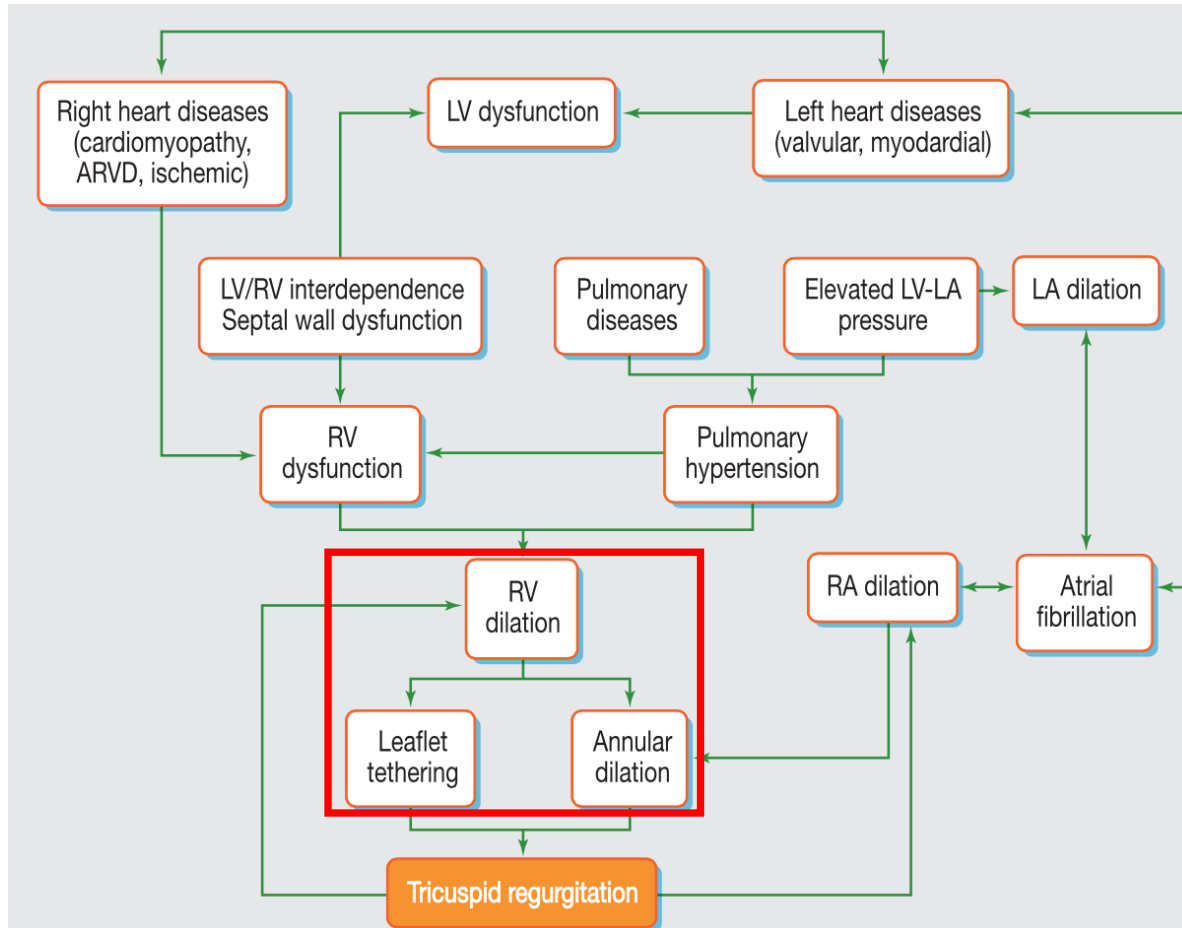 Right heart diseases
(cardiomyopathy,
ARVD, ischemic)
LV dysfunction
Left heart diseases
(valvular, myodardial)
LV/RV interdependence
Septal wall dysfunction
Pulmonary
diseases
Elevated LV-LA
pressure
LA dilation
RV
dysfunction
Pulmonary
hypertension
RV
dilation
RA dilation
Atrial
fibrillation
Leaflet
tethering
Annular
dilation
Tricuspid regurgitation